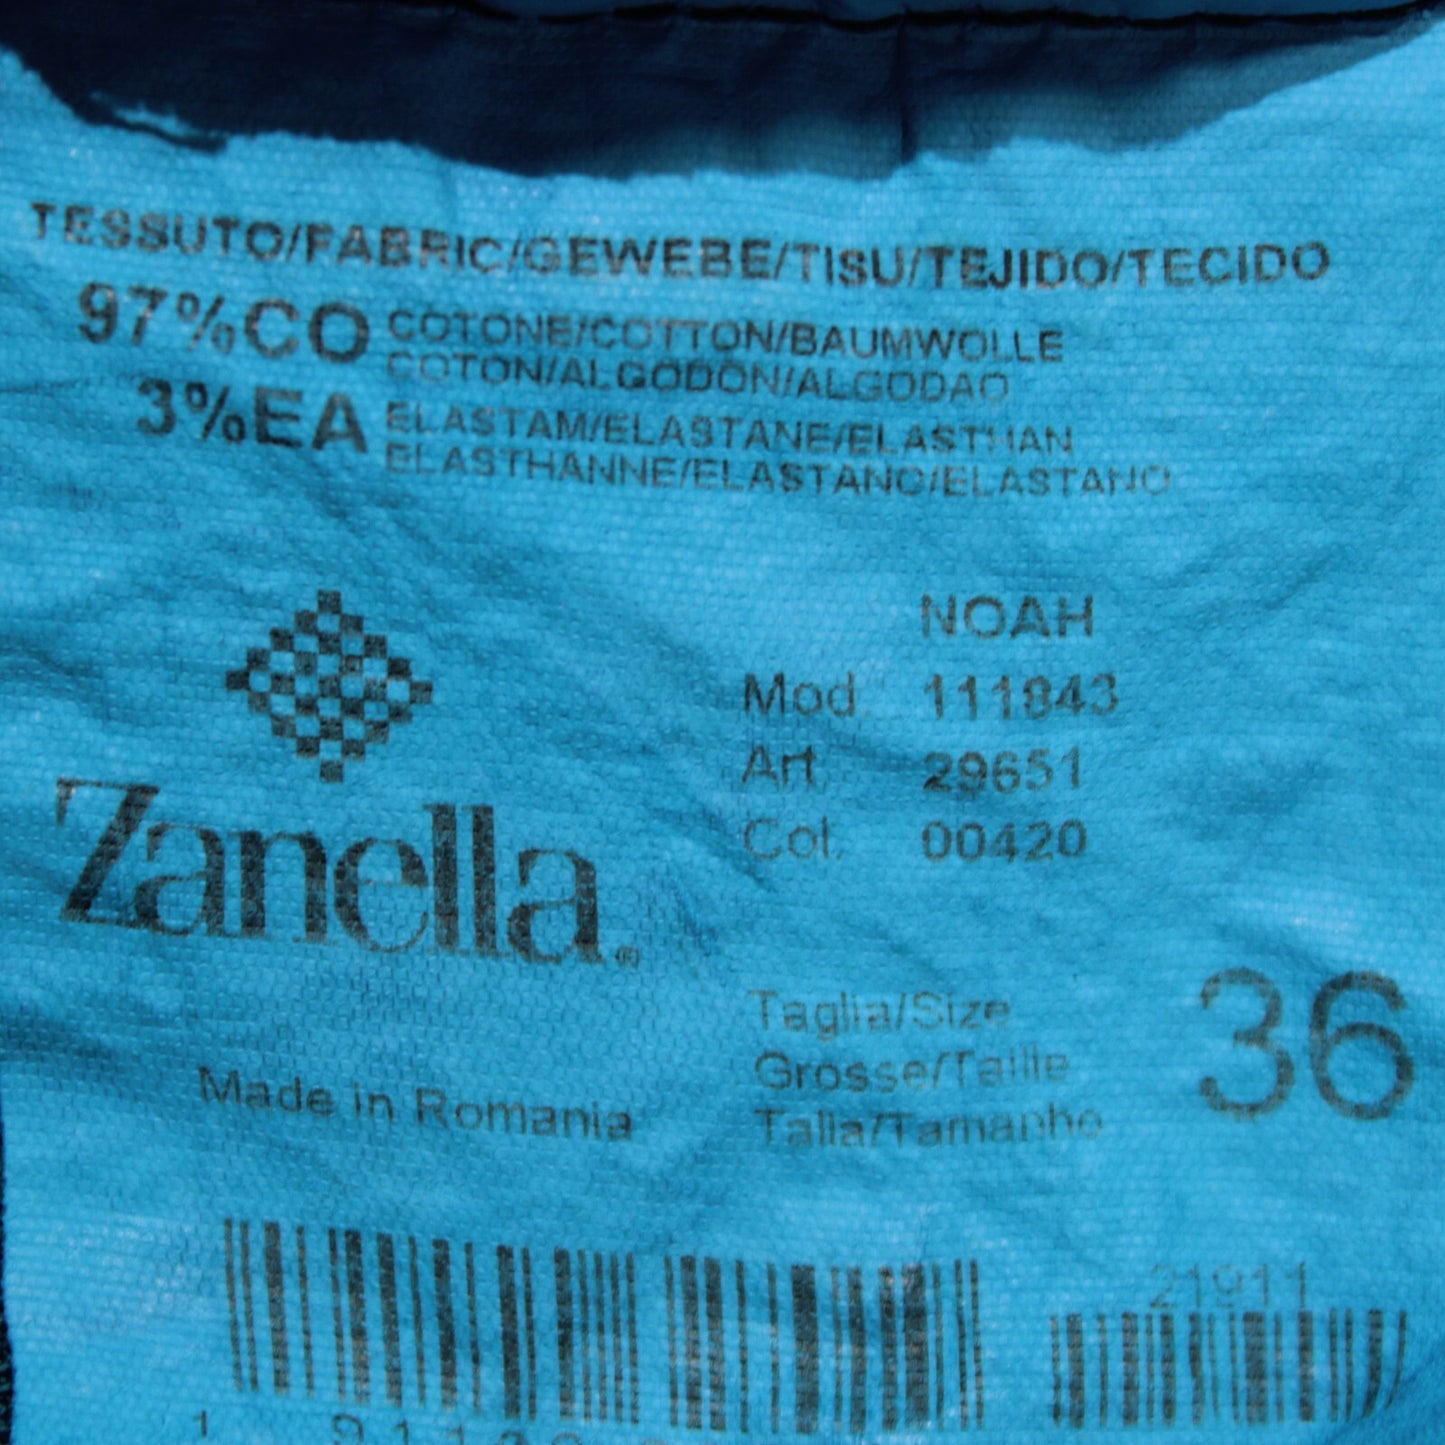 TESSUTO/FABRIC/GEWEBE/TISU/TEJIDO/TECIDO
97%CO COTONE/COTTON/BAUMWOLLE
COTON/ALGODON/ALGODAO
3%EA ELASTAM/ELASTANE/ELASTHAN
ELASTHANNE/ELASTANO/ELASTANO
NOAH
Mod. 111843
Art. 29651
Col. 00420
Zanella®
Taglia/Size
Grosse/Taille
Talla/Tamanho
36
Made in Romania
21911
1